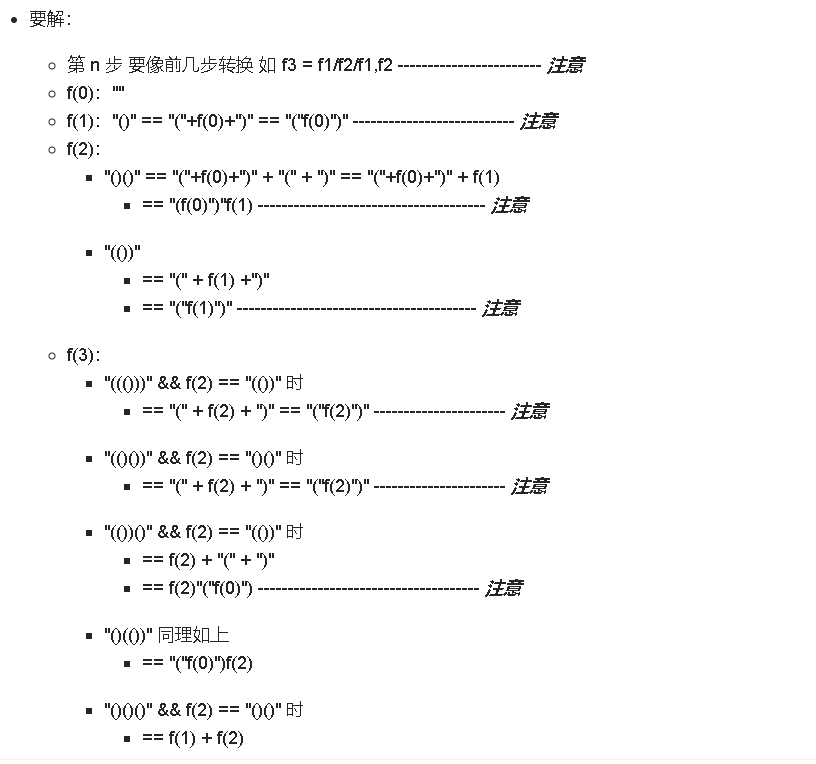 要解：
第 n 步 要像前几步转换 如 f3 = f1/f2/f1,f2 ------------------------ 注意
f(0)： ""
f(1)： "()" == "("+f(0)+")" == "("f(0)")" --------------------------- 注意
f(2)：
"()()" == "("+f(0)+")" + "(" + ")" == "("+f(0)+")" + f(1)
== "(f(0)")"f(1) -------------------------------------- 注意
"(())"
== "(" + f(1) +")"
== "("f(1)")" ---------------------------------------- 注意
f(3)：
"((()))" && f(2) == "(())" 时
== "(" + f(2) + ")" == "("f(2)")" ---------------------- 注意
"(()())" && f(2) == "()()" 时
== "(" + f(2) + ")" == "("f(2)")" ---------------------- 注意
"(())()" && f(2) == "(())" 时
== f(2) + "(" + ")"
== f(2)"("f(0)") ------------------------------------- 注意
"()(())" 同理如上
== "("f(0)")f(2)
"()()()" && f(2) == "()()" 时
== f(1) + f(2)